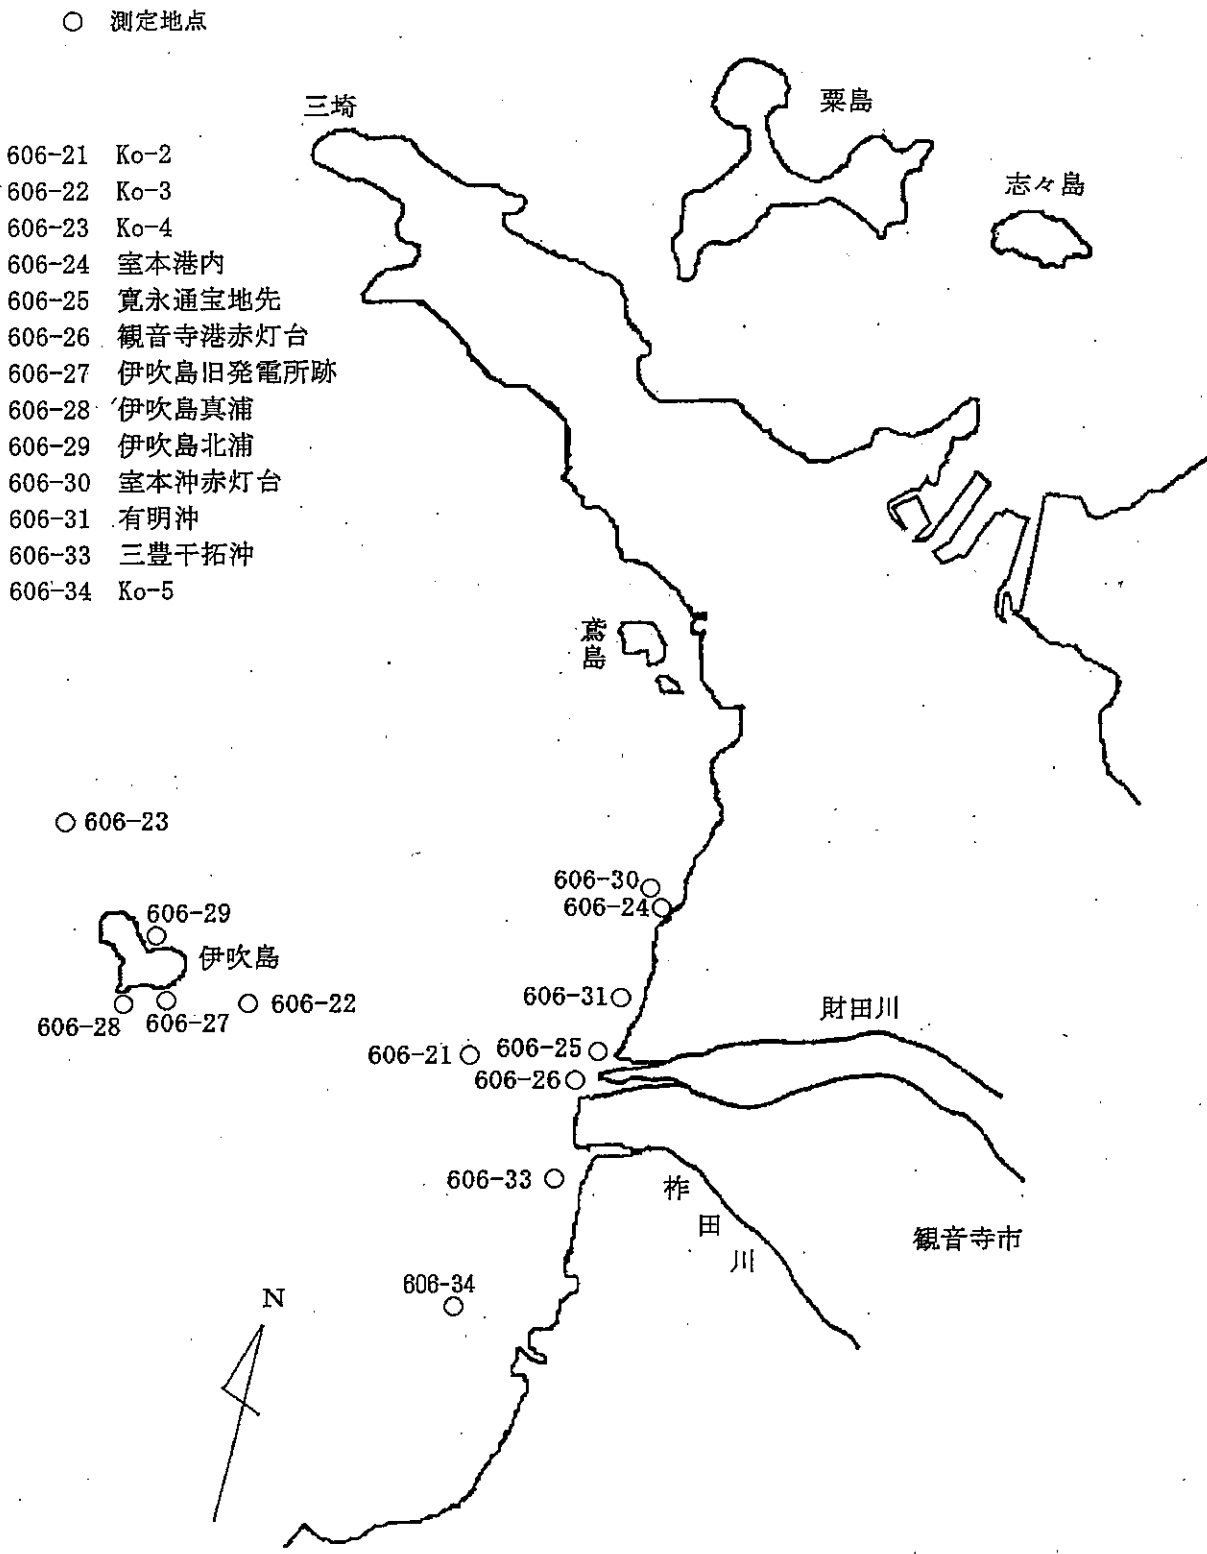 ○ 測定地点
三埼
粟島
志々島
606-21 Ko-2
606-22 Ko-3
606-23 Ko-4
606-24 室本港内
606-25 寛永通宝地先
606-26 観音寺港赤灯台
606-27 伊吹島旧発電所跡
606-28 伊吹島真浦
606-29 伊吹島北浦
606-30 室本沖赤灯台
606-31 有明沖
606-33 三豊干拓沖
606-34 Ko-5
鳶島
606-23
606-30
606-24
606-29
伊吹島
606-31
606-22
606-28
606-27
財田川
606-21
606-25
606-26
606-33
柞田川
観音寺市
606-34
N